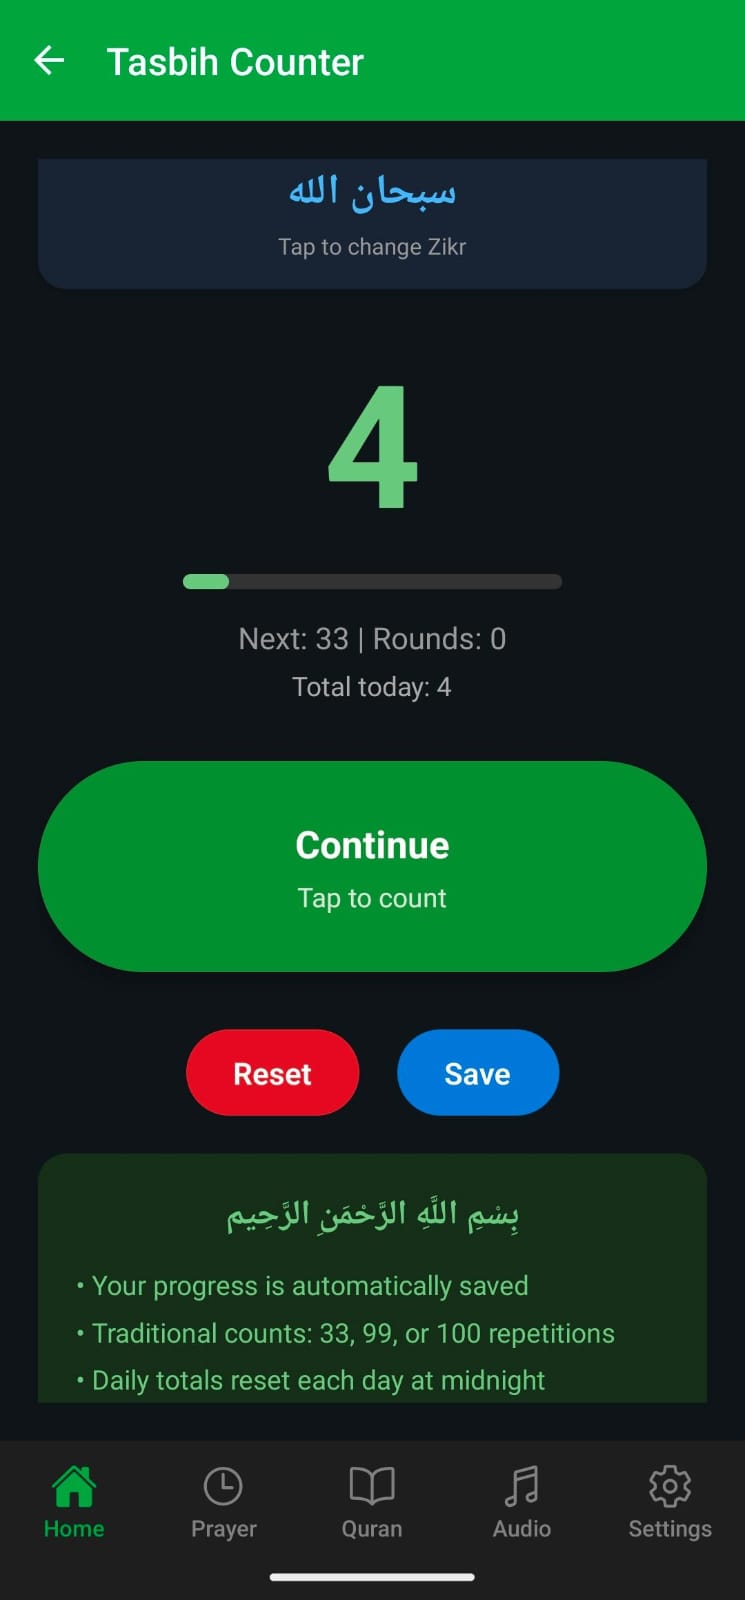 Tasbih Counter
سبحان الله
Tap to change Zikr
4
Next: 33 | Rounds: 0
Total today: 4
Continue
Tap to count
Reset
Save
بِسْمِ اللَّهِ الرَّحْمَنِ الرَّحِيم
• Your progress is automatically saved
• Traditional counts: 33, 99, or 100 repetitions
• Daily totals reset each day at midnight
Home
Prayer
Quran
Audio
Settings